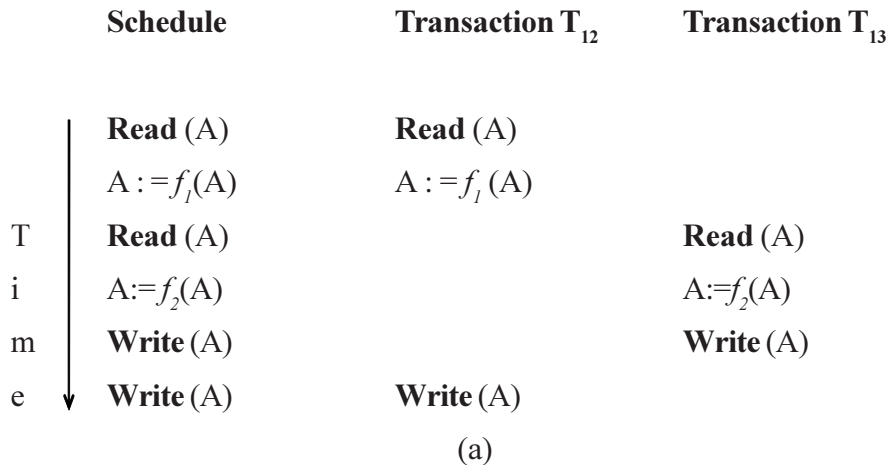 Schedule Transaction T12 Transaction T13
Read (A) Read (A)
A : = f1(A) A : = f1 (A)
T Read (A) Read (A)
i A:=f2(A) A:=f2(A)
m Write (A) Write (A)
e Write (A) Write (A)
(a)